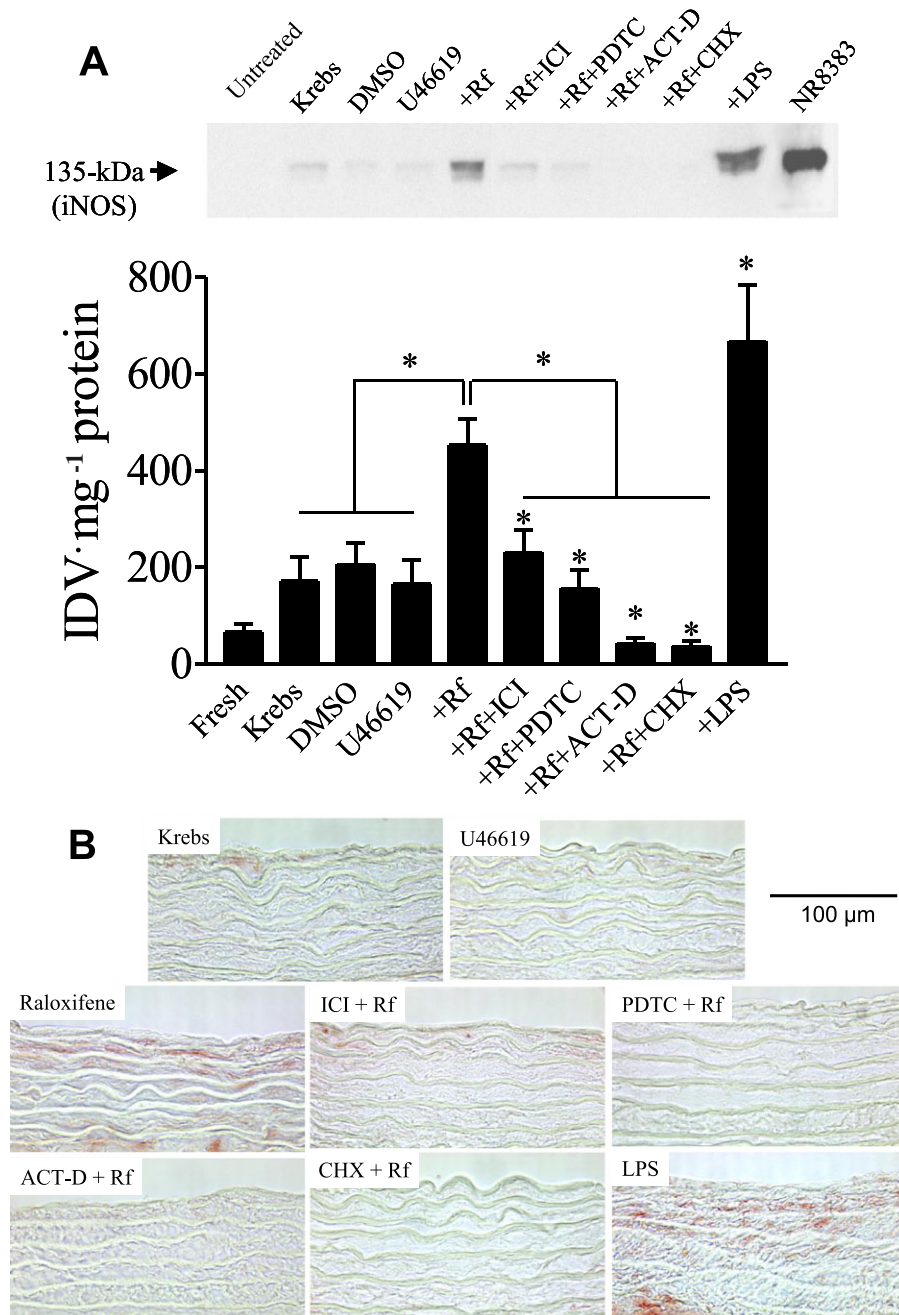 A
Untreated
Krebs
DMSO
U46619
+Rf
+Rf+ICI
+Rf+PDTC
+Rf+ACT-D
+Rf+CHX
+LPS
NR8383
135-kDa
(iNOS)
IDV·mg⁻¹ protein
800
600
400
200
0
*
*
*
*
*
*
*
Fresh
Krebs
DMSO
U46619
+Rf
+Rf+ICI
+Rf+PDTC
+Rf+ACT-D
+Rf+CHX
+LPS
B
Krebs
U46619
100 µm
Raloxifene
ICI + Rf
PDTC + Rf
ACT-D + Rf
CHX + Rf
LPS